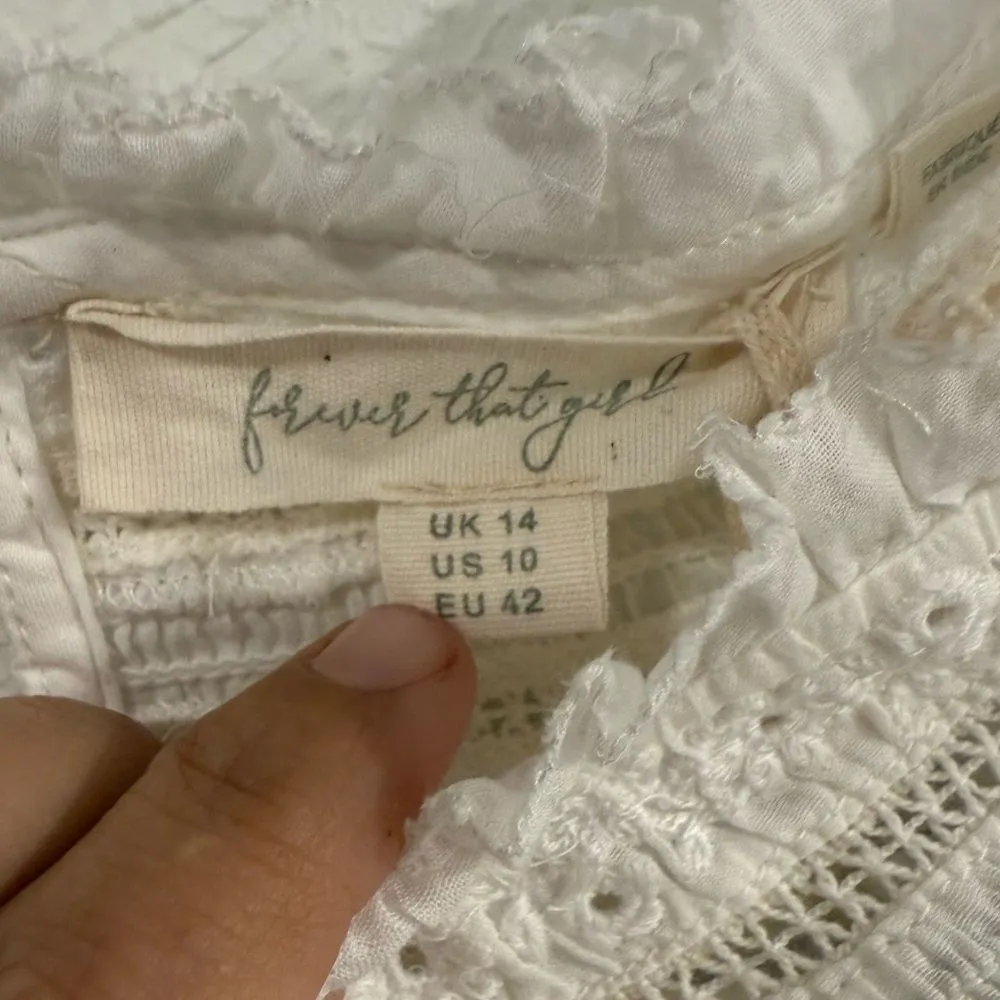 forever that girl
UK 14
US 10
EU 42